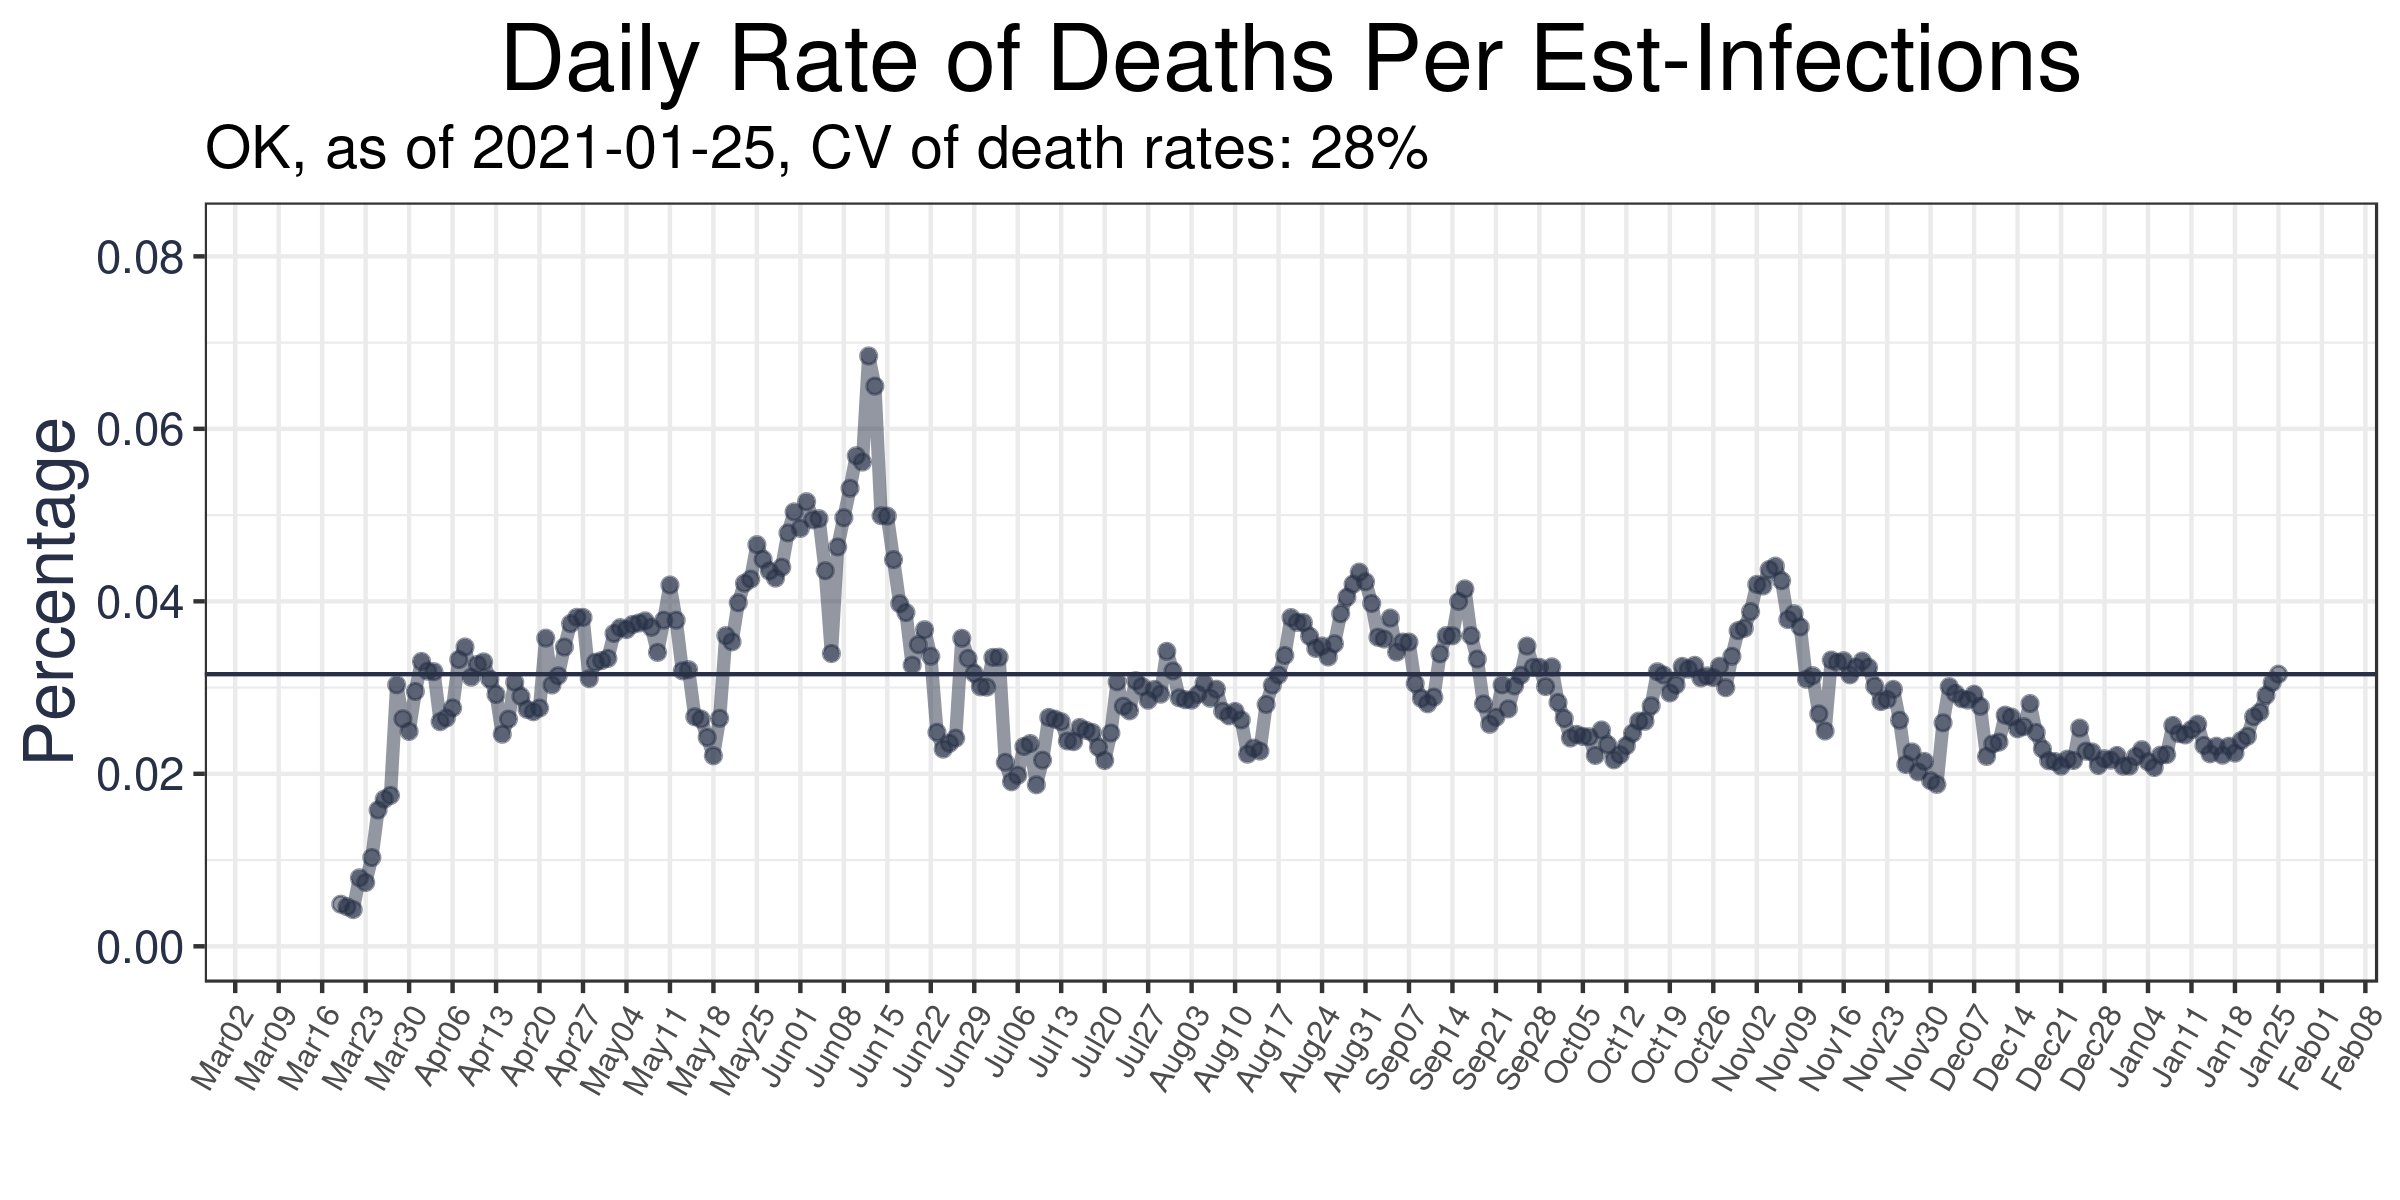 Daily Rate of Deaths Per Est-Infections
OK, as of 2021-01-25, CV of death rates: 28%
Percentage
0.08
0.06
0.04
0.02
0.00
Mar02 Mar09 Mar16 Mar23 Mar30 Apr06 Apr13 Apr20 Apr27 May04 May11 May18 May25 Jun01 Jun08 Jun15 Jun22 Jun29 Jul06 Jul13 Jul20 Jul27 Aug03 Aug10 Aug17 Aug24 Aug31 Sep07 Sep14 Sep21 Sep28 Oct05 Oct12 Oct19 Oct26 Nov02 Nov09 Nov16 Nov23 Nov30 Dec07 Dec14 Dec21 Dec28 Jan04 Jan11 Jan18 Jan25 Feb01 Feb08